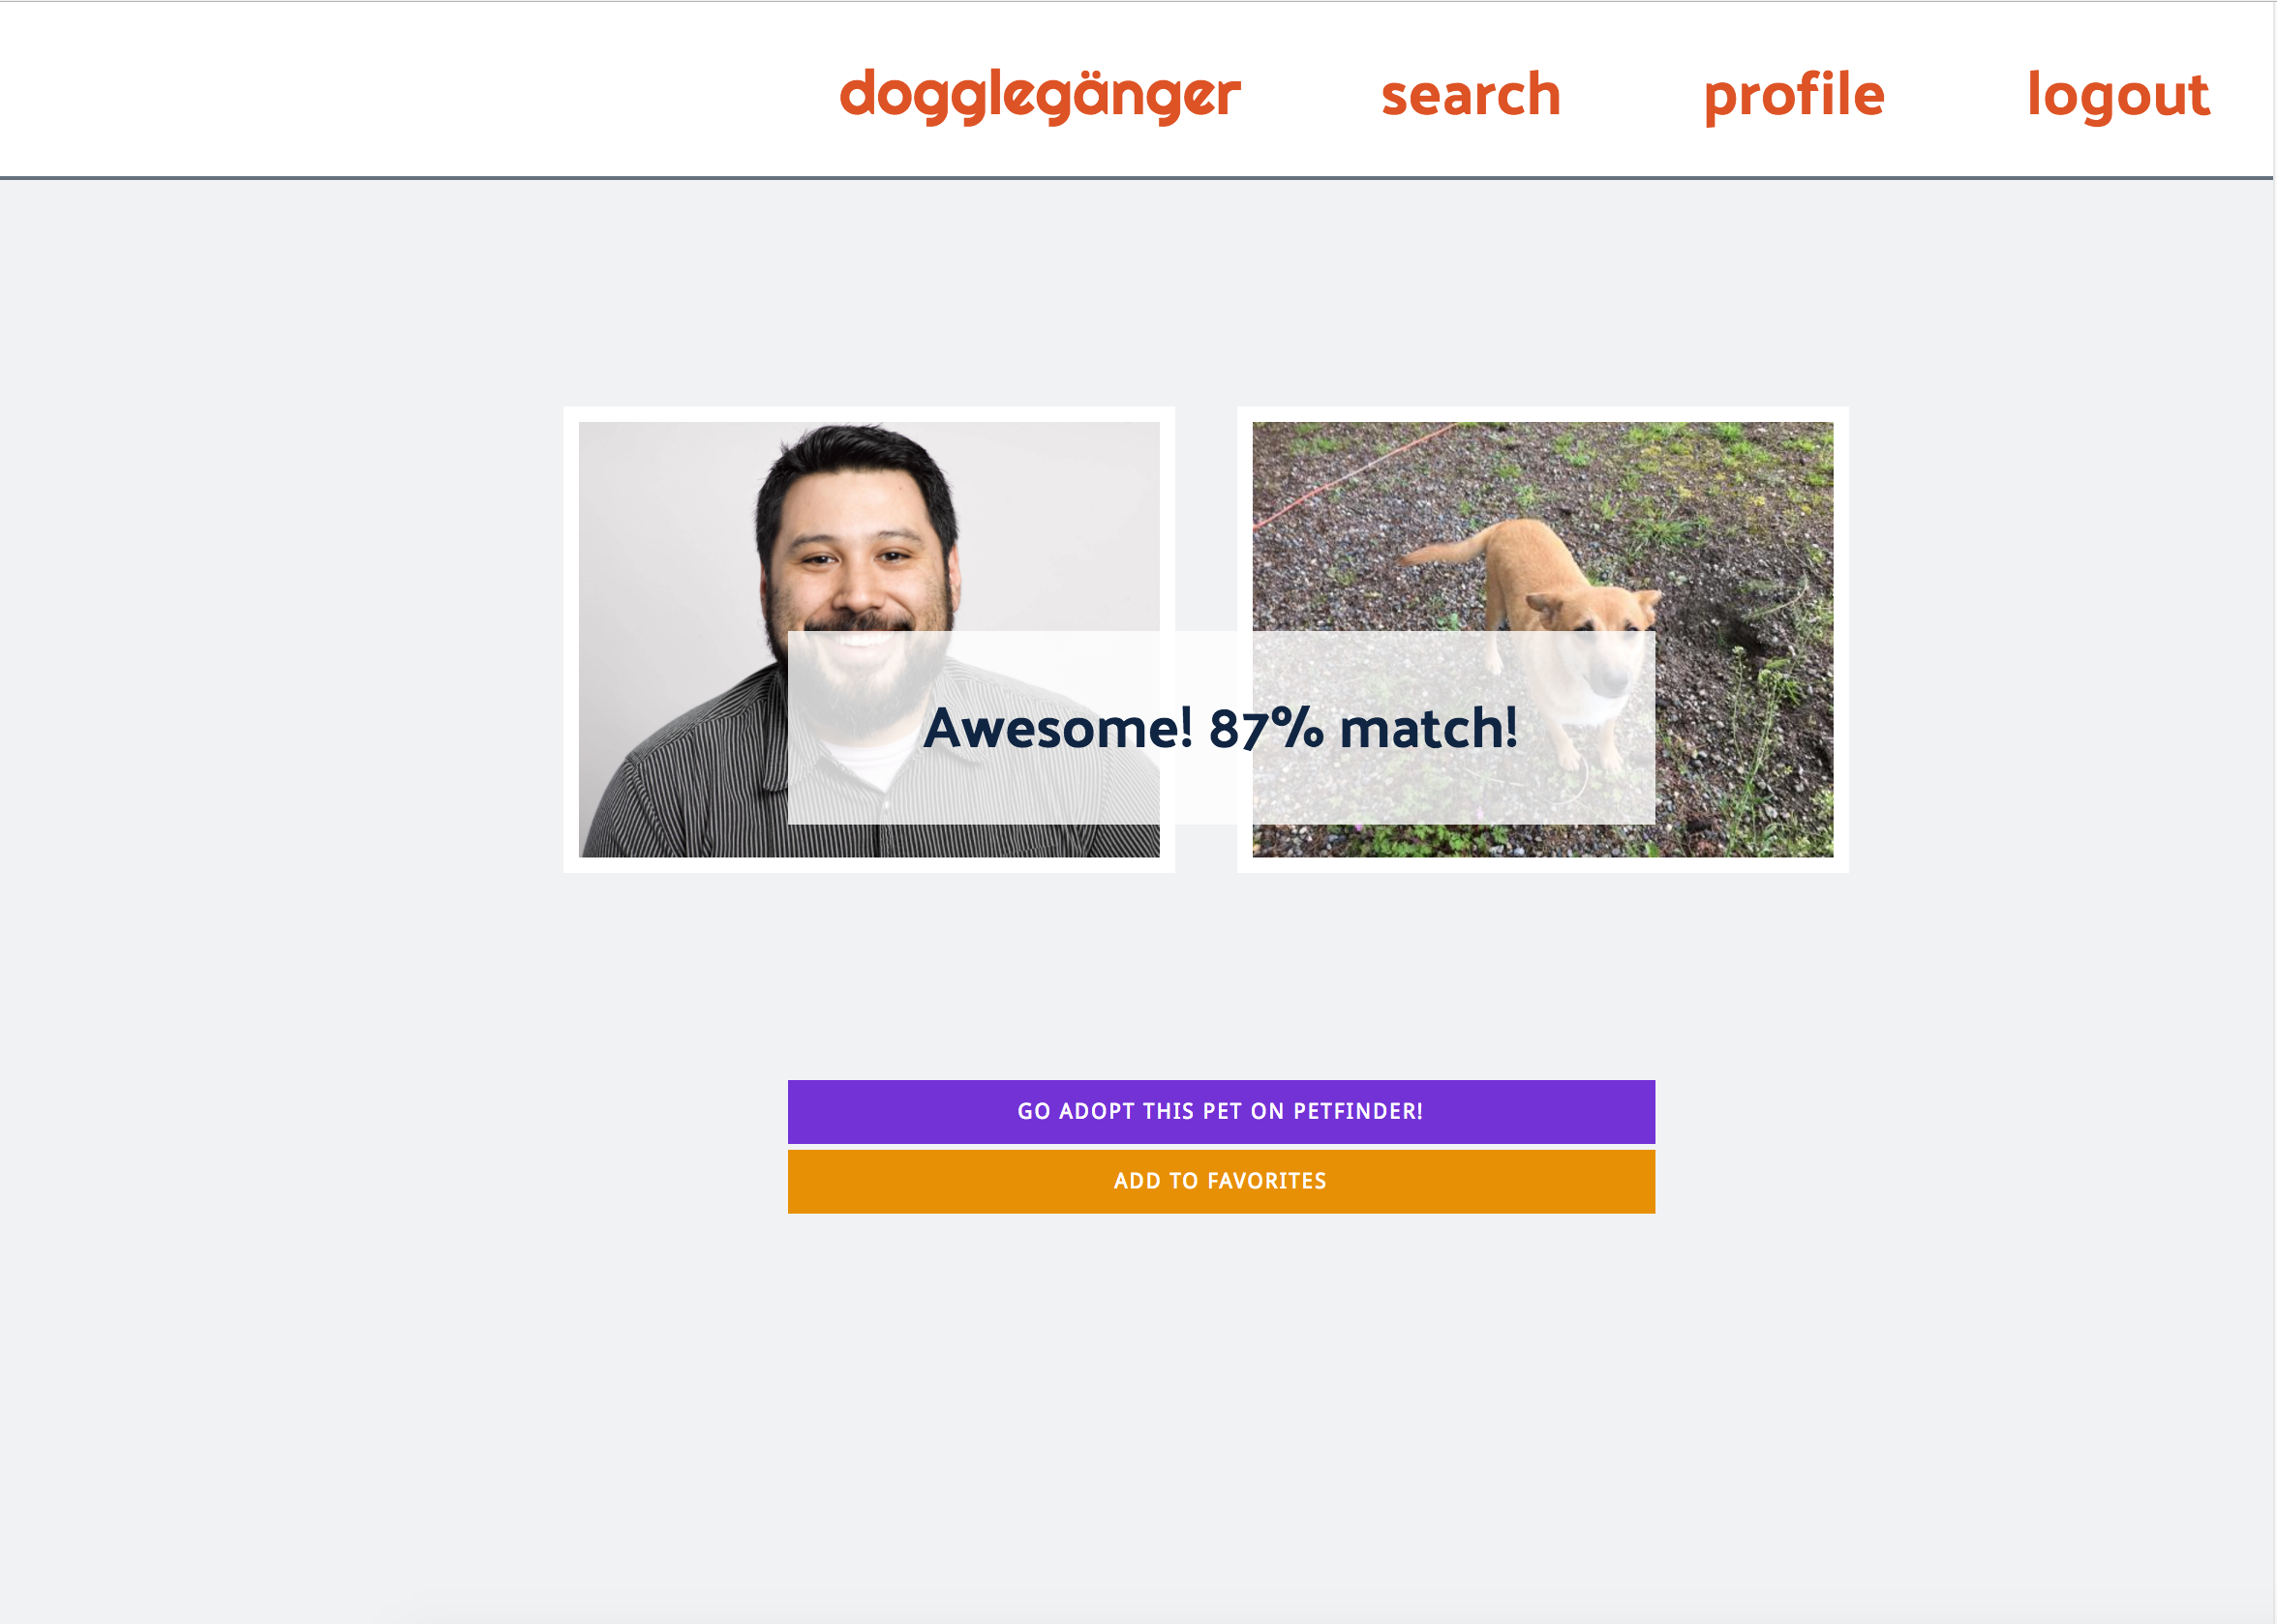 dogglegänger search profile logout
Awesome! 87% match!
GO ADOPT THIS PET ON PETFINDER!
ADD TO FAVORITES